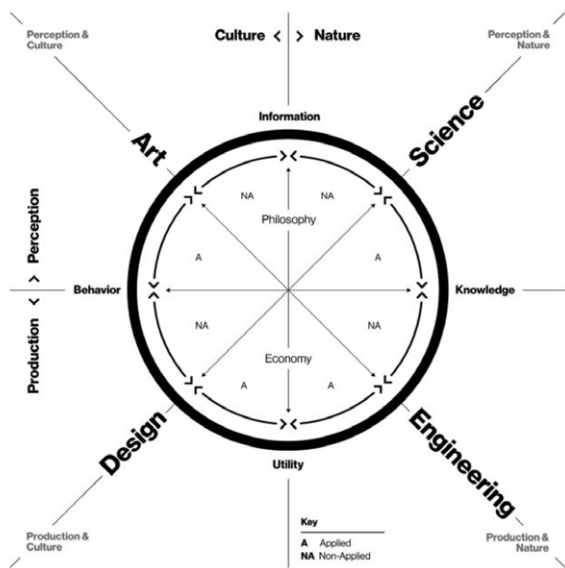 Perception &
Culture
Culture < > Nature
Perception &
Nature
Information
Art
Science
NA
NA
Philosophy
Production < > Perception
A
A
Behavior
Knowledge
NA
NA
Economy
A
A
Design
Engineering
Utility
Key
A Applied
NA Non-Applied
Production &
Culture
Production &
Nature